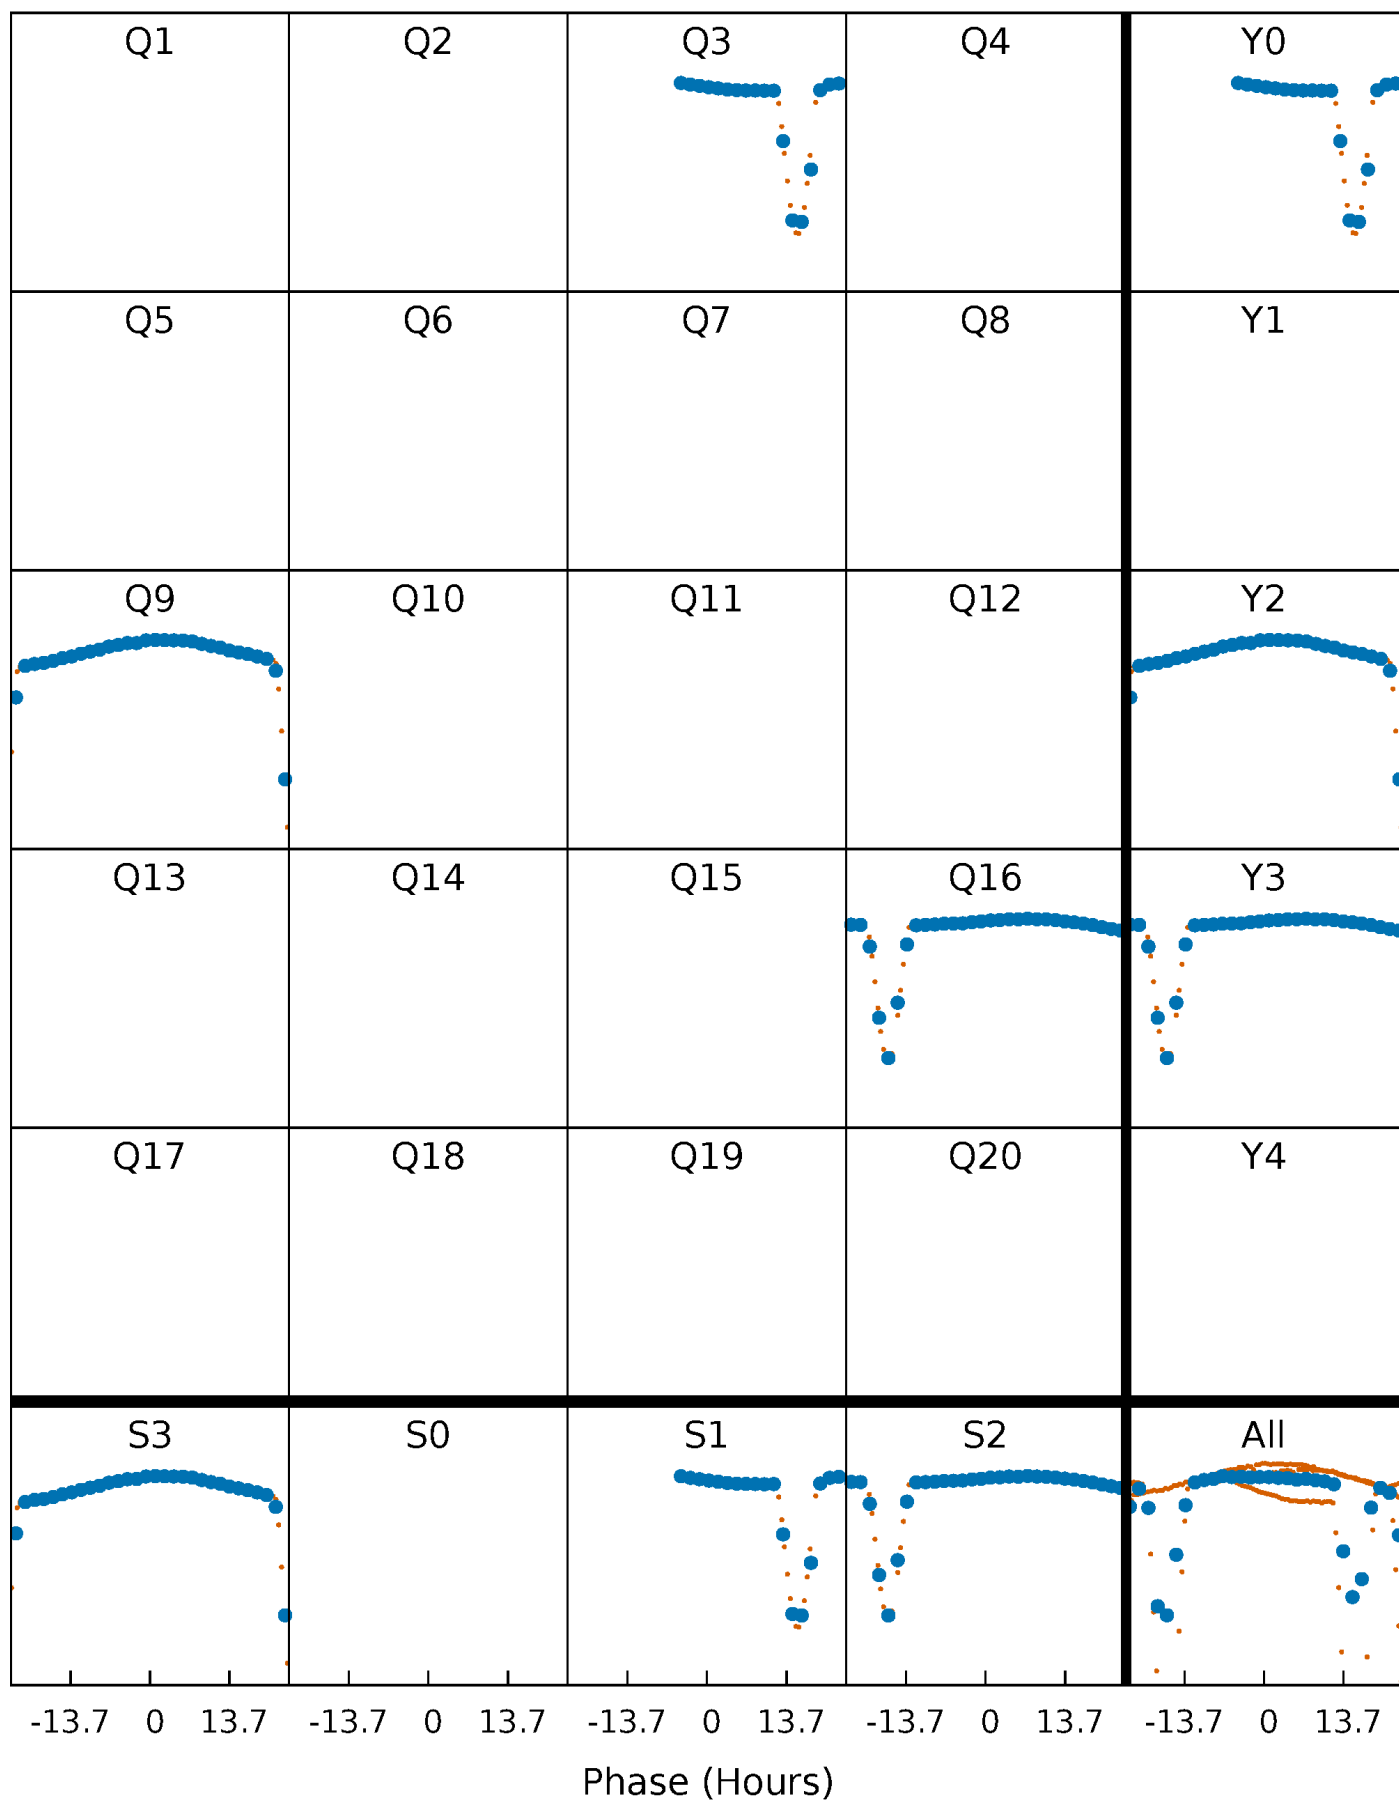 Q1 Q2 Q3 Q4 Y0
Q5 Q6 Q7 Q8 Y1
Q9 Q10 Q11 Q12 Y2
Q13 Q14 Q15 Q16 Y3
Q17 Q18 Q19 Q20 Y4
S3 S0 S1 S2 All
-13.7 0 13.7 -13.7 0 13.7 -13.7 0 13.7 -13.7 0 13.7 -13.7 0 13.7
Phase (Hours)